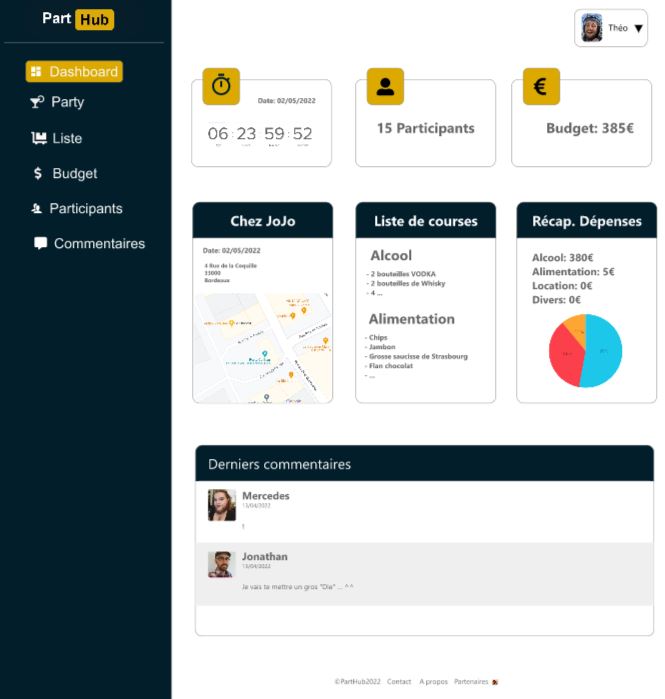 Part Hub
Théo
Dashboard
Party
Liste
Budget
Participants
Commentaires
Date: 02/05/2022
06 : 23 : 59 : 52
15 Participants
€
Budget: 385€
Chez JoJo
Date: 02/05/2022
4 Rue de la Coquille
33000
Bordeaux
Liste de courses
Alcool
- 2 bouteilles VODKA
- 2 bouteilles de Whisky
- 4 ...
Alimentation
- Chips
- Jambon
- Grosse saucisse de Strasbourg
- Flan chocolat
- ...
Récap. Dépenses
Alcool: 380€
Alimentation: 5€
Location: 0€
Divers: 0€
Derniers commentaires
Mercedes
13/04/2022
Jonathan
13/04/2022
Je vais te mettre un gros "Die" ... ^^
©PartHub2022 Contact A propos Partenaires